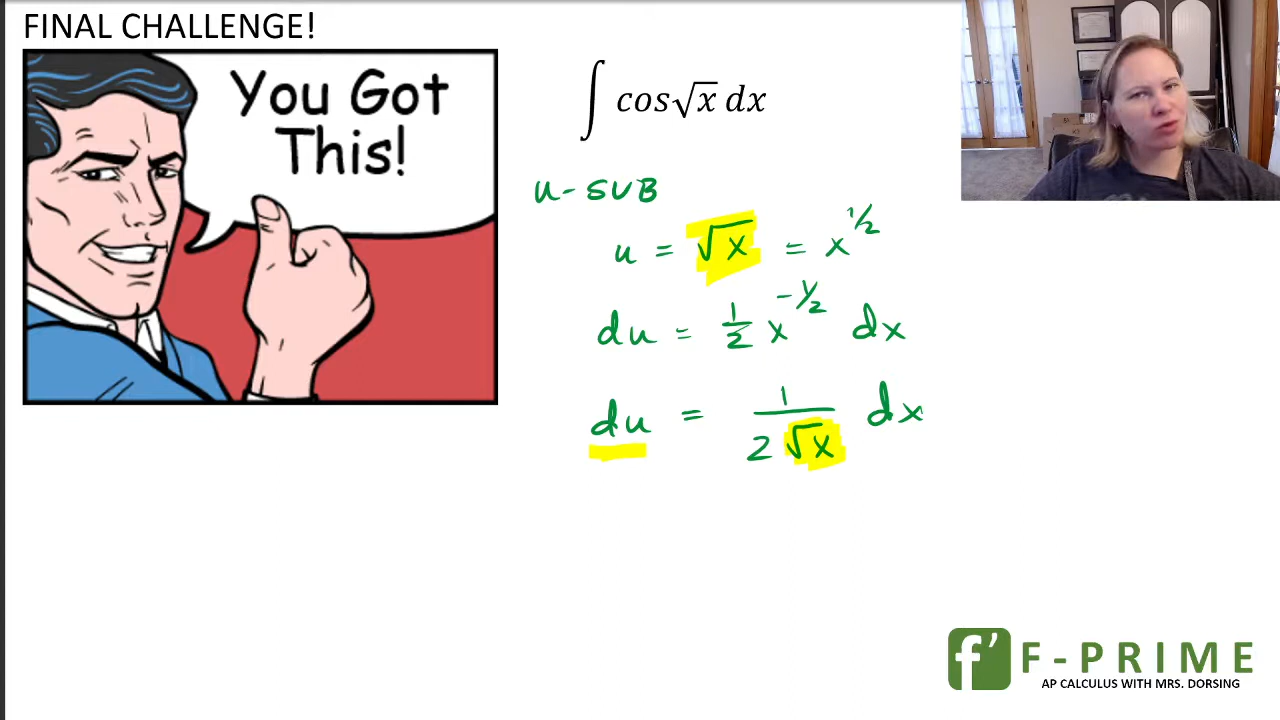 FINAL CHALLENGE!
You Got
This!
∫ cos√x dx
u-SUB
u = √x = x^1/2
du = 1/2 x^-1/2 dx
du = 1/(2√x) dx
f’ F-PRIME
AP CALCULUS WITH MRS. DORSING